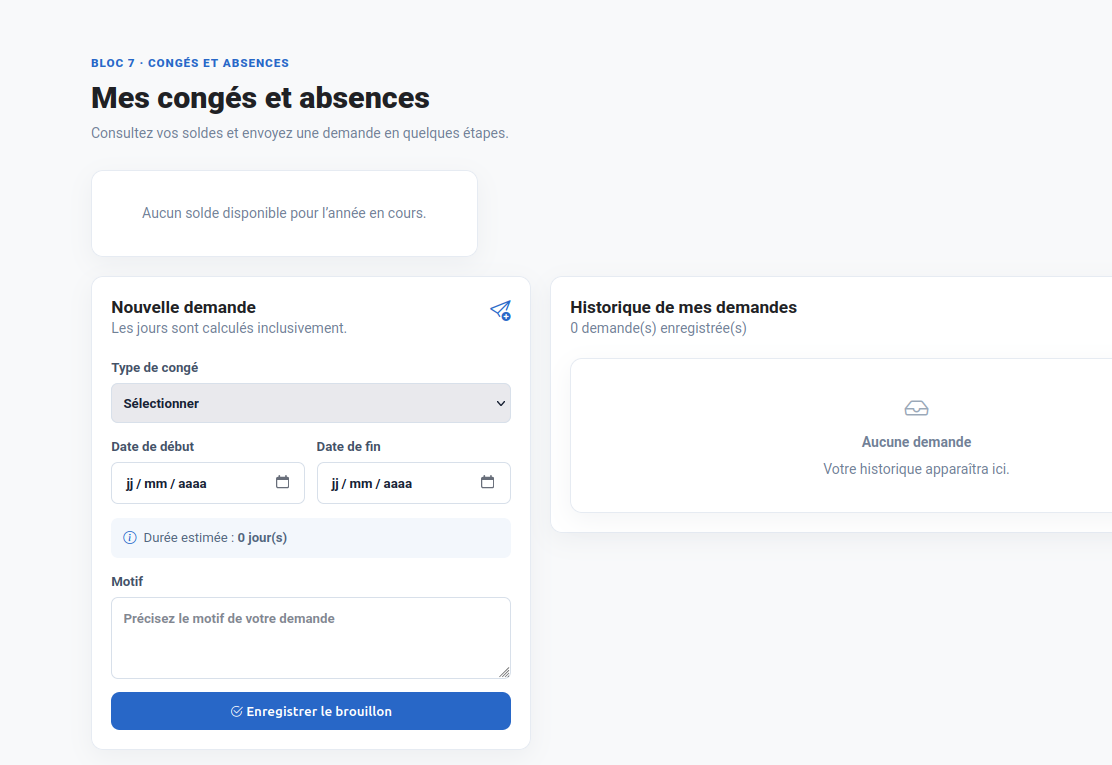 BLOC 7 · CONGÉS ET ABSENCES
Mes congés et absences
Consultez vos soldes et envoyez une demande en quelques étapes.
Aucun solde disponible pour l’année en cours.
Nouvelle demande
Les jours sont calculés inclusivement.
Type de congé
Sélectionner
Date de début
Date de fin
jj / mm / aaaa
jj / mm / aaaa
Durée estimée : 0 jour(s)
Motif
Précisez le motif de votre demande
Enregistrer le brouillon
Historique de mes demandes
0 demande(s) enregistrée(s)
Aucune demande
Votre historique apparaîtra ici.